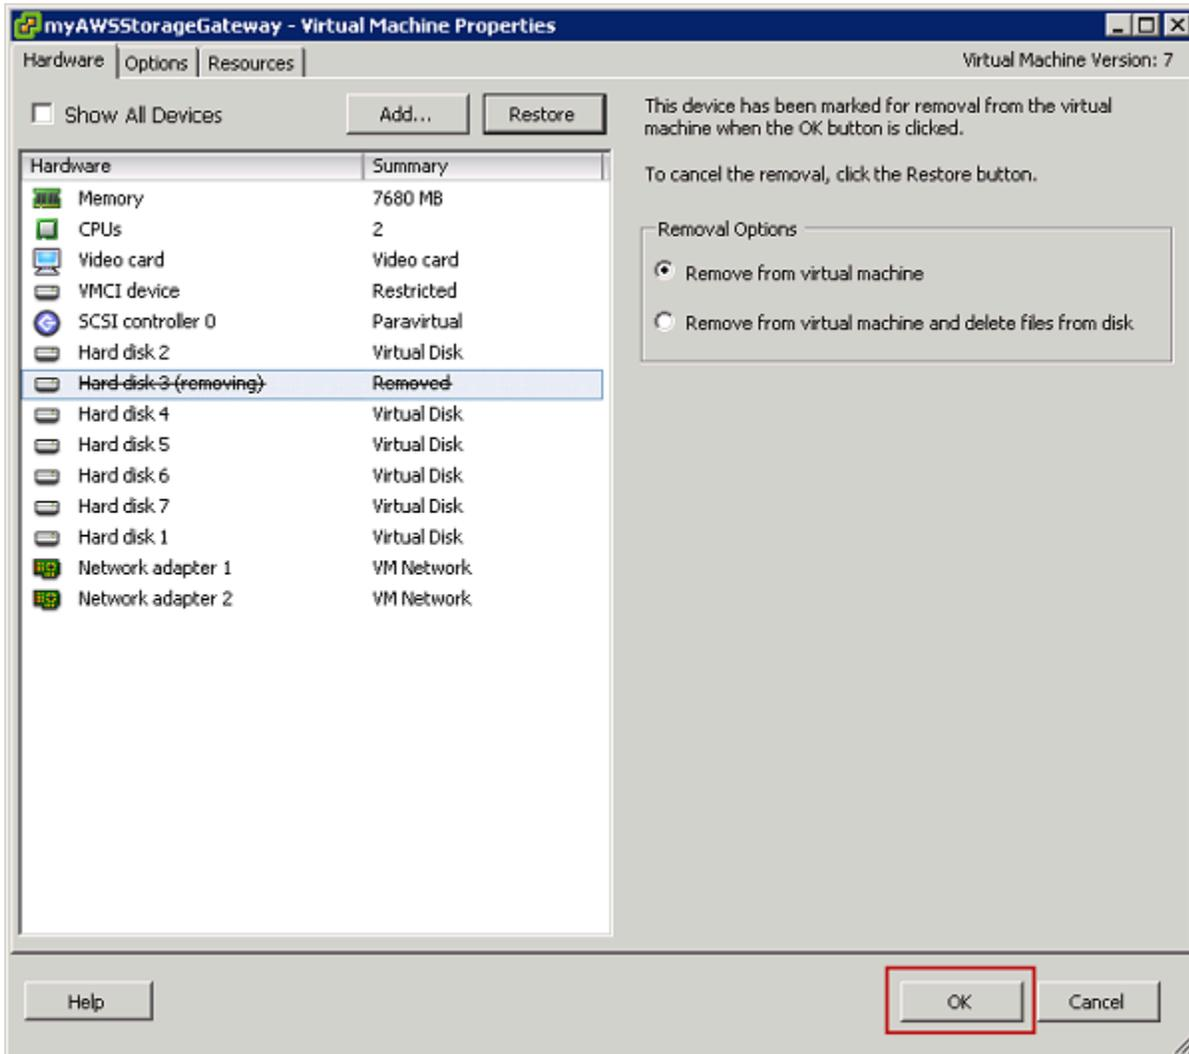 myAWSStorageGateway - Virtual Machine Properties
Hardware Options Resources Virtual Machine Version: 7
Show All Devices Add... Restore
This device has been marked for removal from the virtual
machine when the OK button is clicked.
To cancel the removal, click the Restore button.
Hardware Summary
Memory 7680 MB
CPUs 2
Video card Video card
VMCI device Restricted
SCSI controller 0 Paravirtual
Hard disk 2 Virtual Disk
Hard disk 3 (removing) Removed
Hard disk 4 Virtual Disk
Hard disk 5 Virtual Disk
Hard disk 6 Virtual Disk
Hard disk 7 Virtual Disk
Hard disk 1 Virtual Disk
Network adapter 1 VM Network
Network adapter 2 VM Network
Removal Options
Remove from virtual machine
Remove from virtual machine and delete files from disk
Help OK Cancel